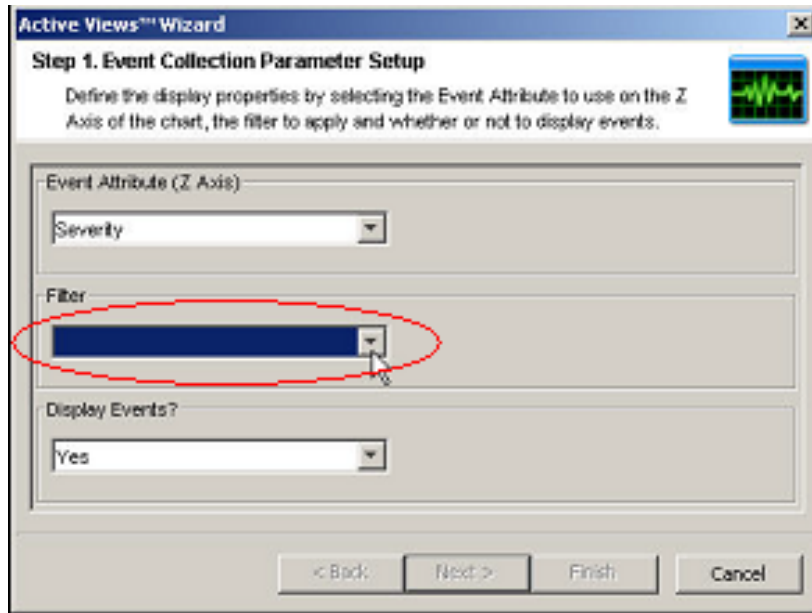 Active Views™ Wizard
Step 1. Event Collection Parameter Setup
Define the display properties by selecting the Event Attribute to use on the Z
Axis of the chart, the filter to apply and whether or not to display events.
Event Attribute (Z Axis)
Severity
Filter
Display Events?
Yes
< Back Next > Finish Cancel